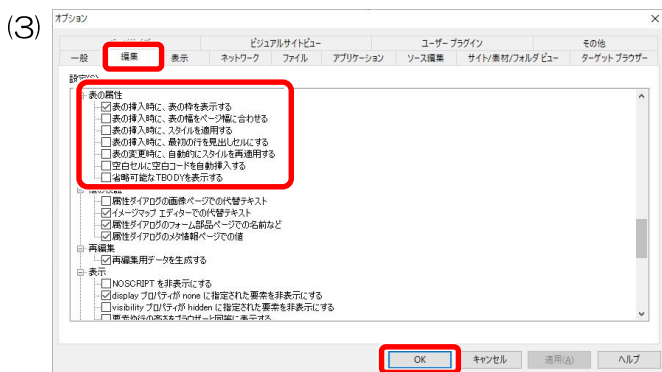 (3)
オプション
×
ビジュアルサイトビュー ユーザー プラグイン その他
一般 編集 表示 ネットワーク ファイル アプリケーション ソース編集 サイト/素材/フォルダビュー ターゲット ブラウザー
設定(S)
表の属性
表の挿入時に、表の枠を表示する
表の挿入時に、表の幅をページ幅に合わせる
表の挿入時に、スタイルを適用する
表の挿入時に、最初の行を見出しセルにする
表の変更時に、自動的にスタイルを再適用する
空白セルに空白コードを自動挿入する
省略可能なTBODYを表示する
属性ダイアログの画像ページでの代替テキスト
イメージマップ エディターでの代替テキスト
属性ダイアログのフォーム部品ページでの名前など
属性ダイアログのメタ情報ページでの値
再編集
再編集用データを生成する
表示
NOSCRIPT を非表示にする
display プロパティが none に指定された要素を非表示にする
visibility プロパティが hidden に指定された要素を非表示にする
OK キャンセル 適用(A) ヘルプ